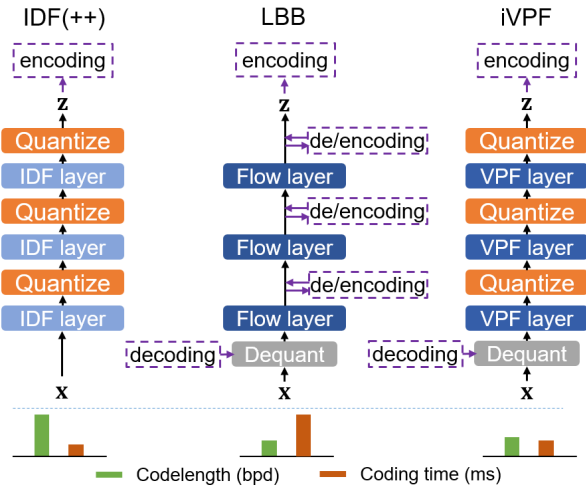 IDF(++)
LBB
iVPF
encoding
encoding
encoding
z
z
z
Quantize
de/encoding
Quantize
IDF layer
Flow layer
VPF layer
Quantize
de/encoding
Quantize
IDF layer
Flow layer
VPF layer
Quantize
de/encoding
Quantize
IDF layer
Flow layer
VPF layer
decoding
Dequant
decoding
Dequant
x
x
x
Codelength (bpd)
Coding time (ms)